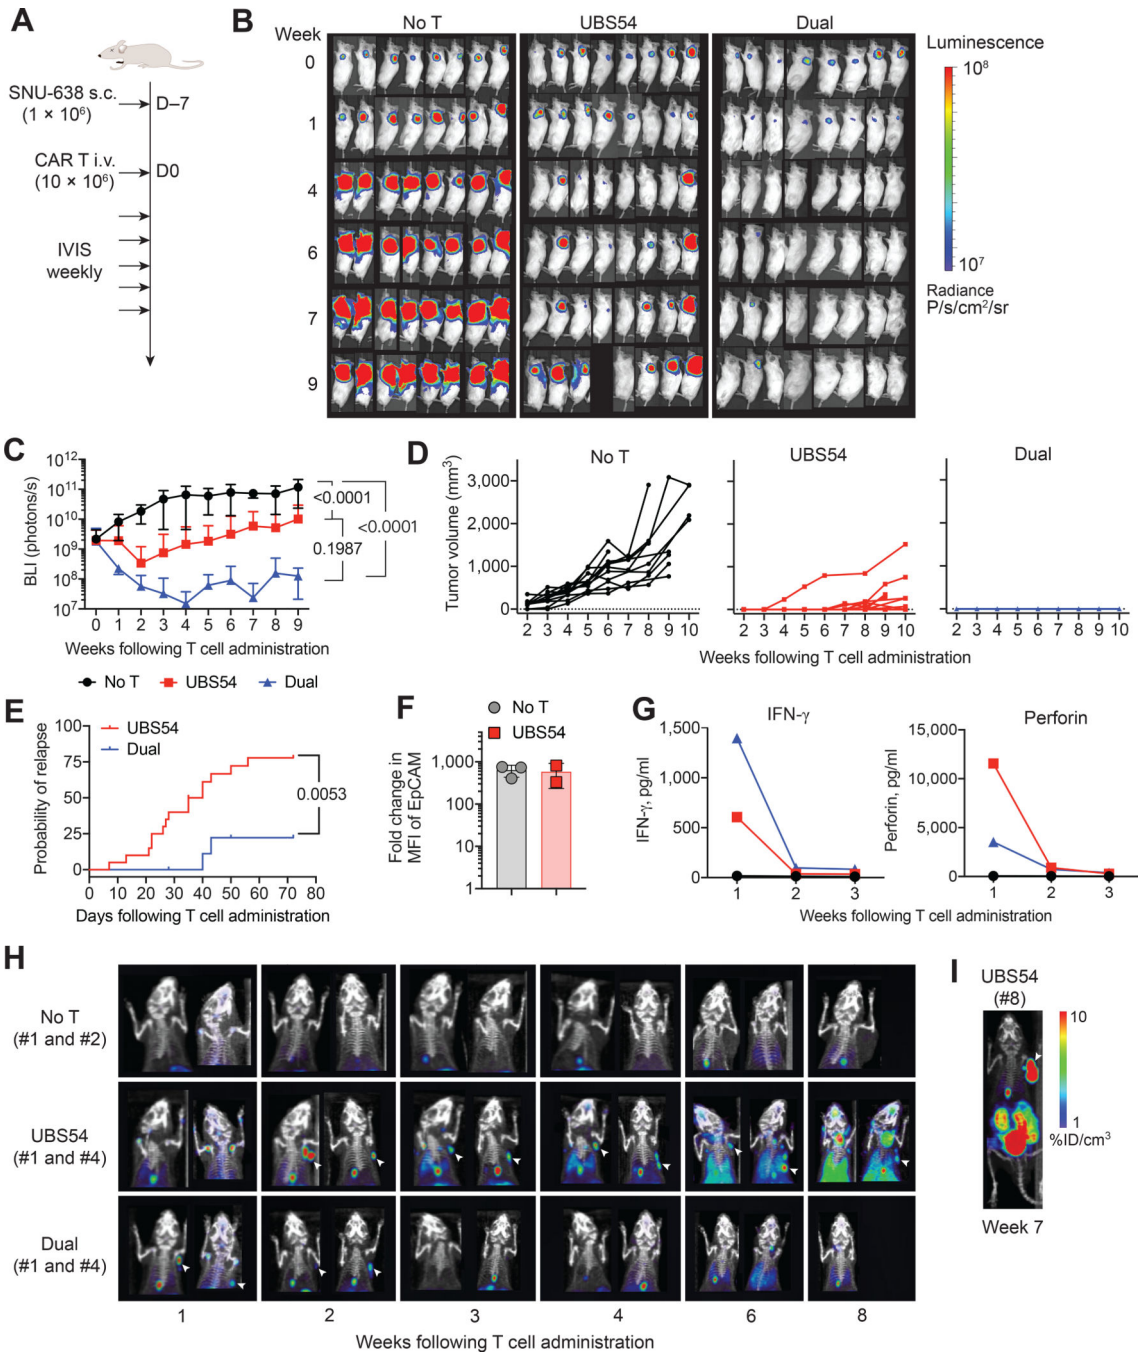 A
SNU-638 s.c.
(1 × 10⁶)
D–7
CAR T i.v.
(10 × 10⁶)
D0
IVIS
weekly
B
Week
No T
UBS54
Dual
0
1
4
6
7
9
Luminescence
10⁸
10⁷
Radiance
P/s/cm²/sr
C
BLI (photons/s)
10¹²
10¹¹
10¹⁰
10⁹
10⁸
10⁷
0 1 2 3 4 5 6 7 8 9
Weeks following T cell administration
<0.0001
<0.0001
0.1987
No T
UBS54
Dual
D
Tumor volume (mm³)
No T
UBS54
Dual
3,000
2,000
1,000
0
2 3 4 5 6 7 8 9 10
2 3 4 5 6 7 8 9 10
2 3 4 5 6 7 8 9 10
Weeks following T cell administration
E
Probability of relapse
100
75
50
25
0
UBS54
Dual
0.0053
0 10 20 30 40 50 60 70 80
Days following T cell administration
F
No T
UBS54
Fold change in
MFI of EpCAM
1,000
100
10
1
G
IFN-γ
IFN-γ, pg/ml
1,500
1,000
500
0
1 2 3
Perforin
Perforin, pg/ml
15,000
10,000
5,000
0
1 2 3
Weeks following T cell administration
H
No T
(#1 and #2)
UBS54
(#1 and #4)
Dual
(#1 and #4)
1 2 3 4 6 8
Weeks following T cell administration
I
UBS54
(#8)
10
1
%ID/cm³
Week 7